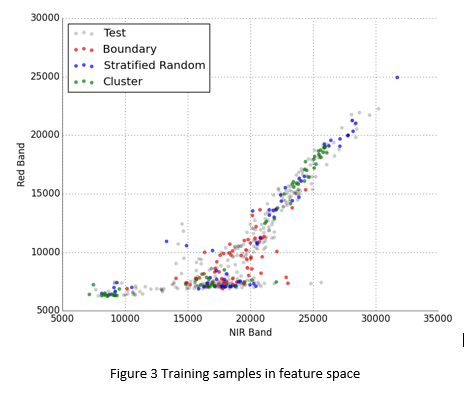 30000
25000
20000
15000
10000
5000
Red Band
Test
Boundary
Stratified Random
Cluster
5000 10000 15000 20000 25000 30000 35000
NIR Band
Figure 3 Training samples in feature space